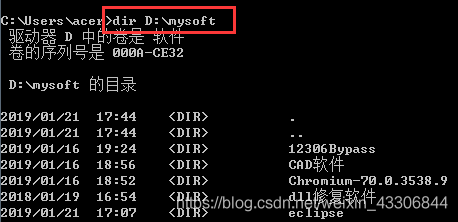 C:\Users\acer>dir D:\mysoft
驱动器 D 中的卷是 软件
卷的序列号是 000A-CE32
D:\mysoft 的目录
2019/01/21 17:44 <DIR> .
2019/01/21 17:44 <DIR> ..
2019/01/16 19:24 <DIR> 12306Bypass
2019/01/16 18:56 <DIR> CAD软件
2019/01/16 18:52 <DIR> Chromium-70.0.3538.9
2018/01/19 16:54 <DIR> dll修复软件
2019/01/21 17:07 <DIR> eclipse
https://blog.csdn.net/weixin_43306844